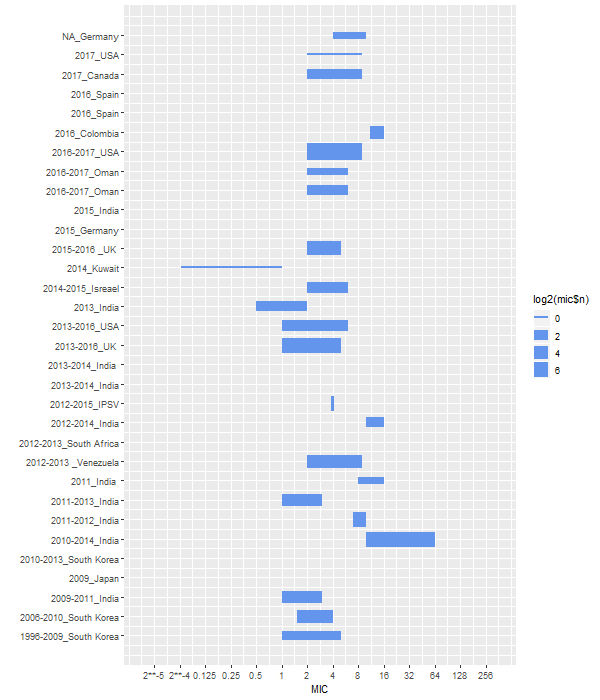 NA_Germany
2017_USA
2017_Canada
2016_Spain
2016_Spain
2016_Colombia
2016-2017_USA
2016-2017_Oman
2016-2017_Oman
2015_India
2015_Germany
2015-2016 _UK
2014_Kuwait
2014-2015_Isreael
2013_India
2013-2016_USA
2013-2016_UK
2013-2014_India
2013-2014_India
2012-2015_IPSV
2012-2014_India
2012-2013_South Africa
2012-2013 _Venezuela
2011_India
2011-2013_India
2011-2012_India
2010-2014_India
2010-2013_South Korea
2009_Japan
2009-2011_India
2006-2010_South Korea
1996-2009_South Korea
2**-5 2**-4 0.125 0.25 0.5 1 2 4 8 16 32 64 128 256
MIC
log2(mic$n)
0
2
4
6